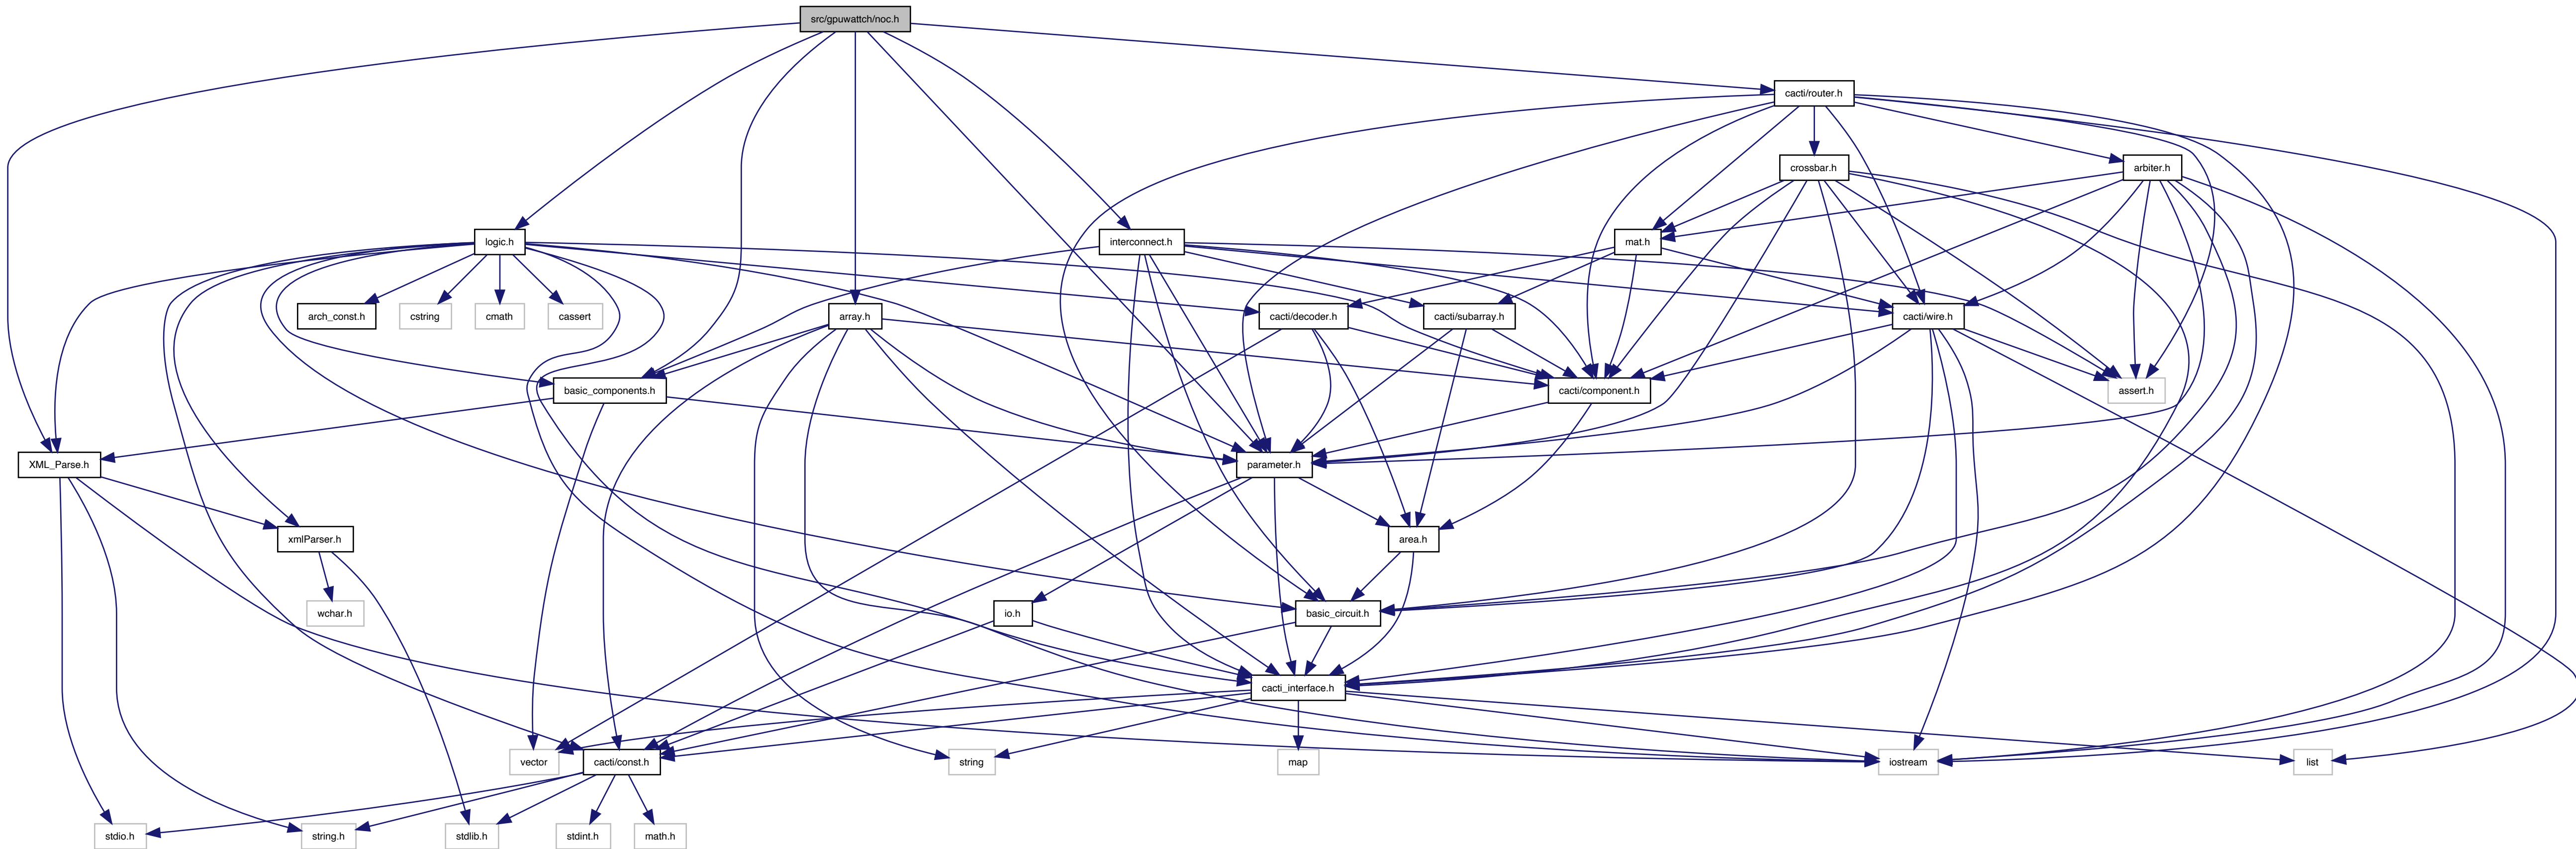 src/gpuwattch/noc.h
cacti/router.h
crossbar.h
arbiter.h
logic.h
interconnect.h
mat.h
arch_const.h
cstring
cmath
cassert
array.h
cacti/decoder.h
cacti/subarray.h
cacti/wire.h
basic_components.h
cacti/component.h
assert.h
XML_Parse.h
parameter.h
xmlParser.h
area.h
wchar.h
io.h
basic_circuit.h
cacti_interface.h
vector
cacti/const.h
string
map
iostream
list
stdio.h
string.h
stdlib.h
stdint.h
math.h